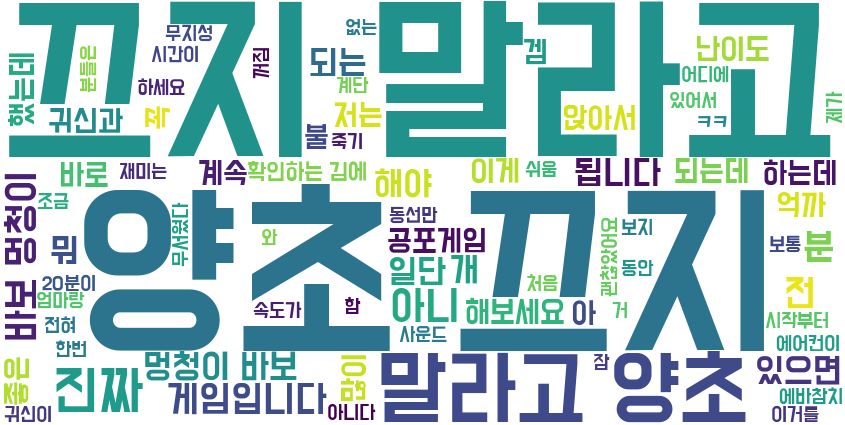 끄지 말라고
양초 끄지
말라고 양초
했는데
분들은
무지성
시간이
하세요
귀신과
꺼짐
쪽
되는
없는
계단
불
저는
죽기
겜
앉아서
난이도
어디에
있어서
ㅋㅋ
제가
멍청이
바보
바로
재미는
계속
확인하는 김에
해야
이게
쉬움
됩니다
되는데
하는데
조금
뭐
무서웠다
와
동선만
공포게임
일단
개
괜찮았어요
보지
동안
보통
억까
분
20분이
엄마랑
전혀
한번
속도가
함
아니
사운드
해보세요
처음
아
거
전
시작부터
에어컨이
좋은
귀신이
진짜
멍청이 바보
게임입니다
많이
아니다
잠
있으면
에바참치
이거를